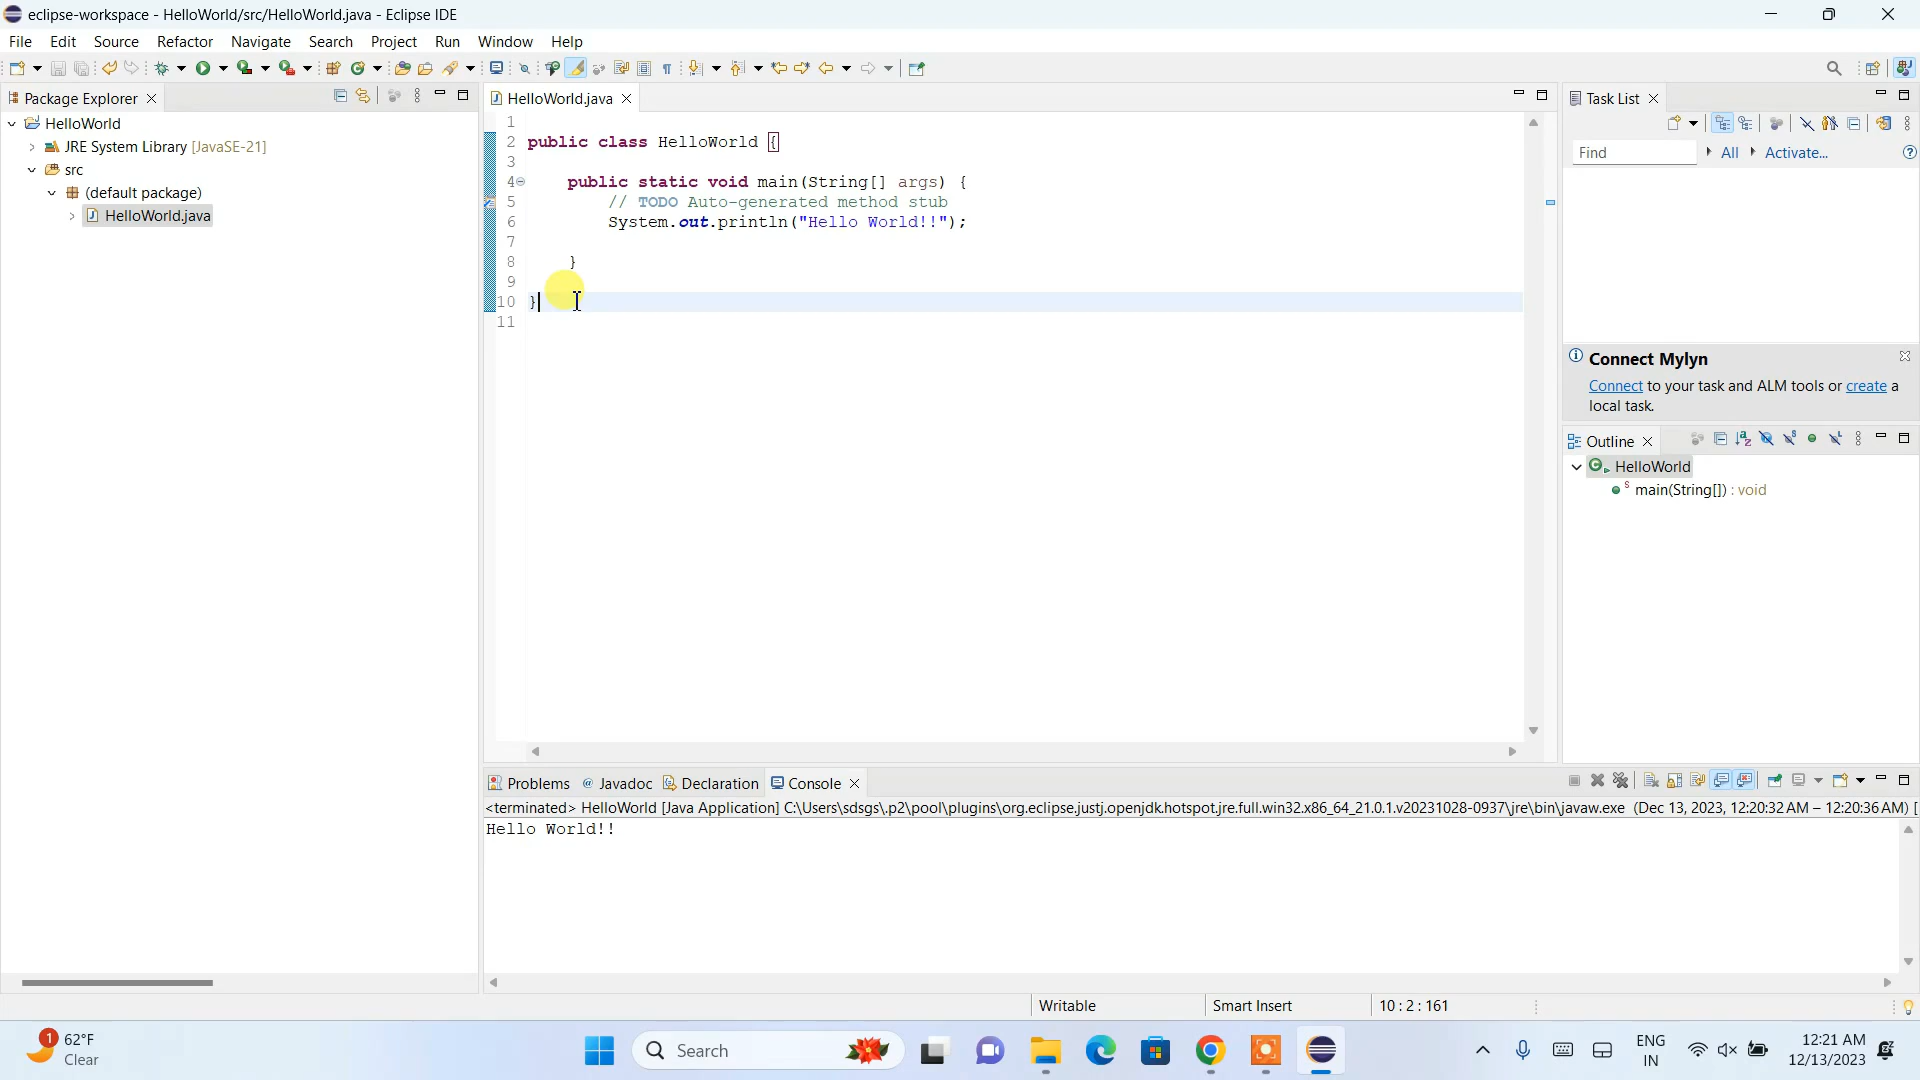 eclipse-workspace - HelloWorld/src/HelloWorld.java - Eclipse IDE
File Edit Source Refactor Navigate Search Project Run Window Help
Package Explorer
HelloWorld
JRE System Library [JavaSE-21]
src
(default package)
HelloWorld.java
HelloWorld.java
1
2 public class HelloWorld {
3
4 public static void main(String[] args) {
5 // TODO Auto-generated method stub
6 System.out.println("Hello World!!");
7
8 }
9
10 }
11
Task List
Find All Activate...
Connect Mylyn
Connect to your task and ALM tools or create a
local task.
Outline
HelloWorld
main(String[]) : void
Problems Javadoc Declaration Console
<terminated> HelloWorld [Java Application] C:\Users\sdsgs\.p2\pool\plugins\org.eclipse.justj.openjdk.hotspot.jre.full.win32.x86_64_21.0.1.v20231028-0937\jre\bin\javaw.exe (Dec 13, 2023, 12:20:32 AM – 12:20:36 AM) [
Hello World!!
Writable Smart Insert 10 : 2 : 161
1
62°F
Clear
Search
ENG
IN
12:21 AM
12/13/2023